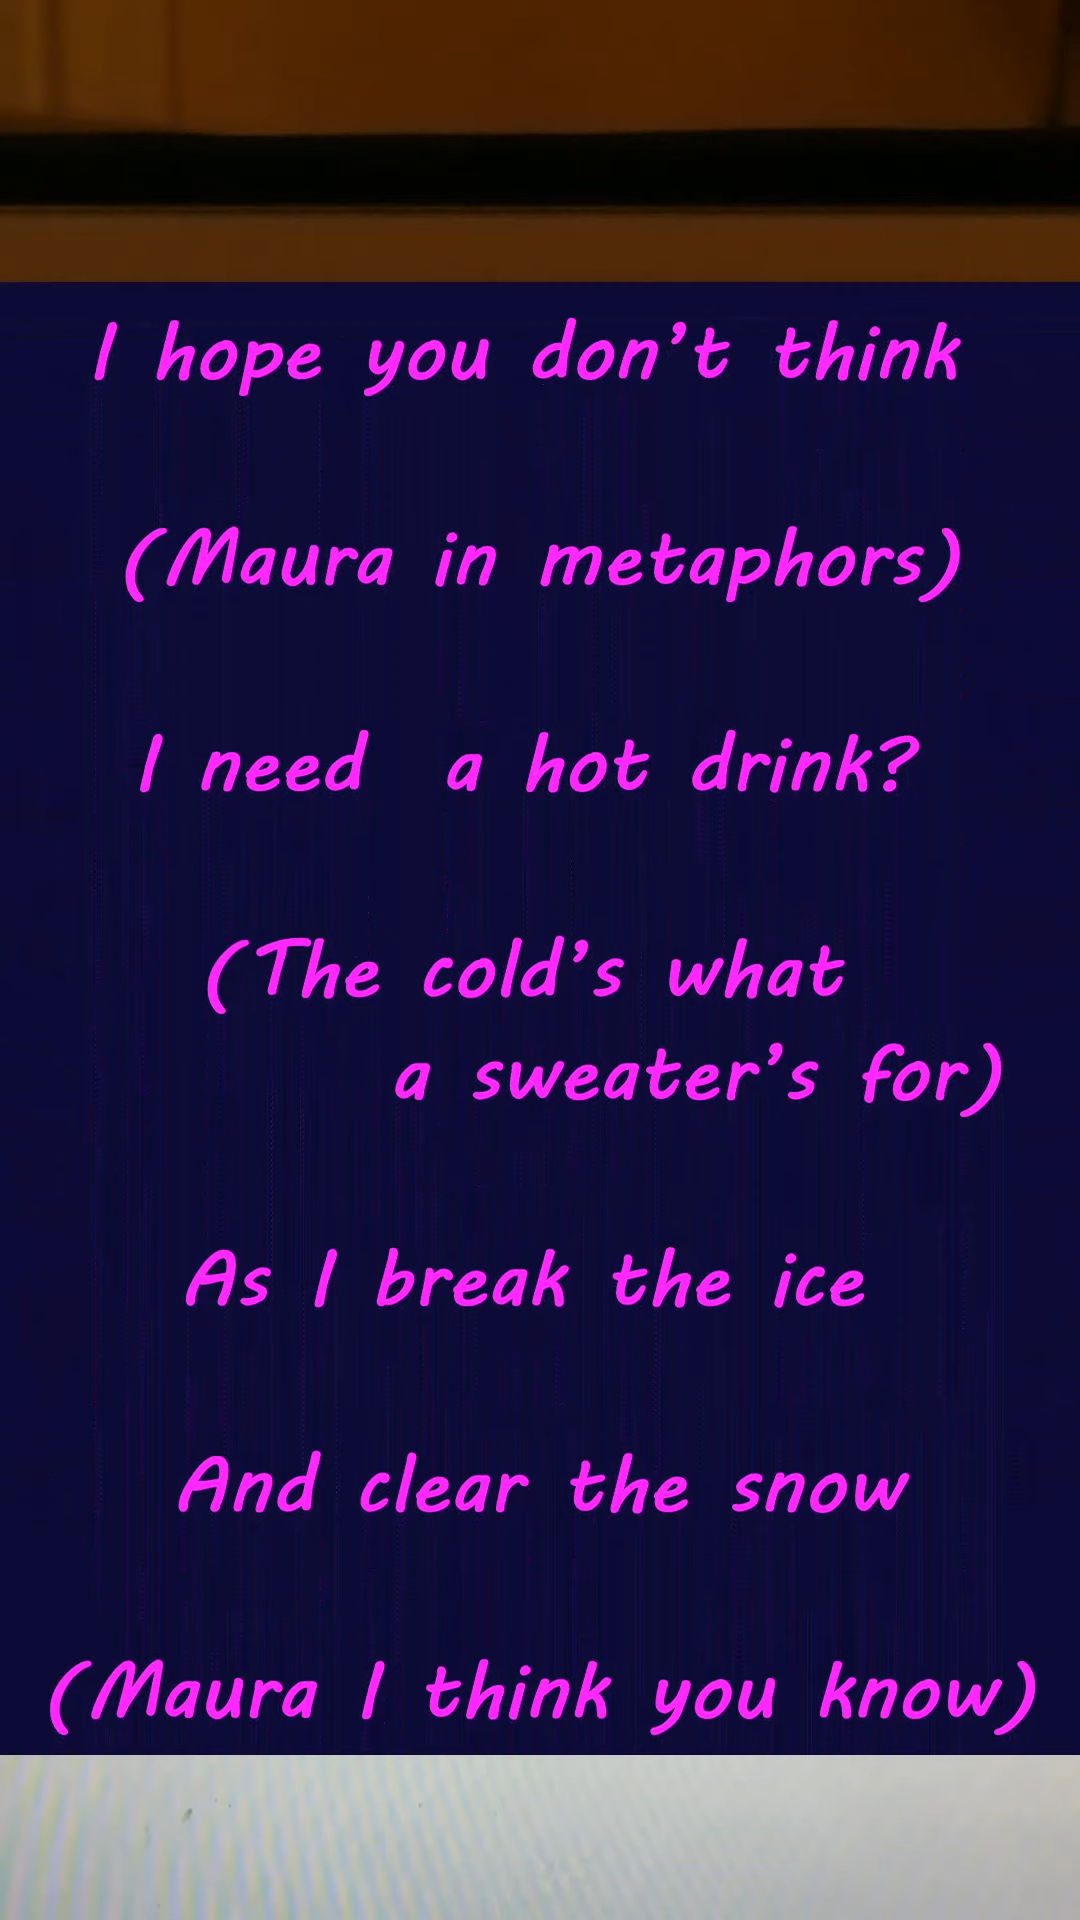 I hope you don’t think
(Maura in metaphors)
I need a hot drink?
(The cold’s what
a sweater’s for)
As I break the ice
And clear the snow
(Maura I think you know)